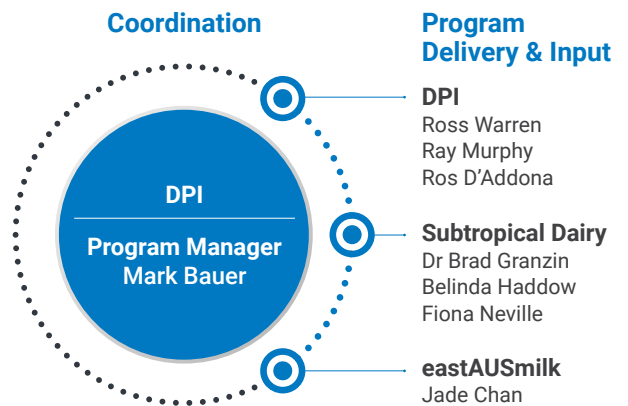 Coordination
DPI
Program Manager
Mark Bauer
Program
Delivery & Input
DPI
Ross Warren
Ray Murphy
Ros D’Addona
Subtropical Dairy
Dr Brad Granzin
Belinda Haddow
Fiona Neville
eastAUSmilk
Jade Chan